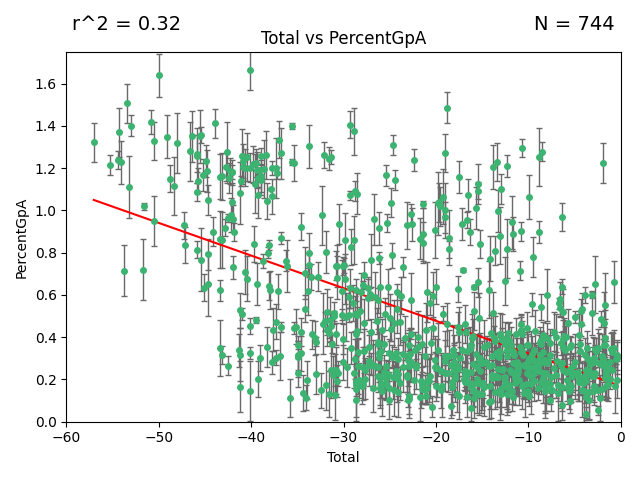 r^2 = 0.32 N = 744
Total vs PercentGpA
PercentGpA
1.6
1.4
1.2
1.0
0.8
0.6
0.4
0.2
0.0
−60 −50 −40 −30 −20 −10 0
Total